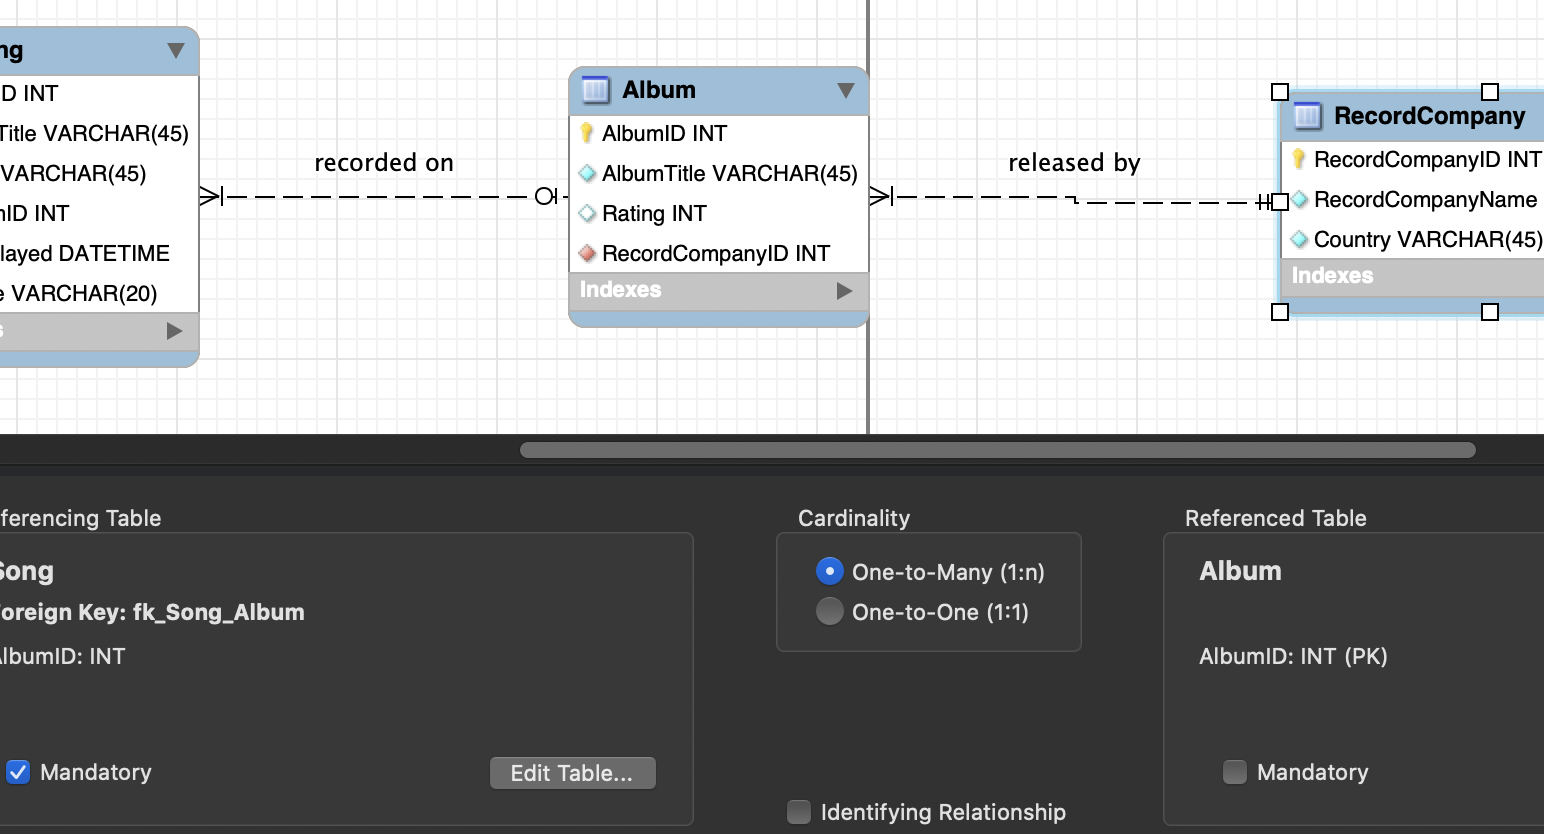 ng
D INT
Title VARCHAR(45)
VARCHAR(45)
nID INT
layed DATETIME
e VARCHAR(20)
s
recorded on
Album
AlbumID INT
AlbumTitle VARCHAR(45)
Rating INT
RecordCompanyID INT
Indexes
released by
RecordCompany
RecordCompanyID INT
RecordCompanyName
Country VARCHAR(45)
Indexes
ferencing Table
Song
oreign Key: fk_Song_Album
AlbumID: INT
Mandatory
Edit Table...
Cardinality
One-to-Many (1:n)
One-to-One (1:1)
Identifying Relationship
Referenced Table
Album
AlbumID: INT (PK)
Mandatory